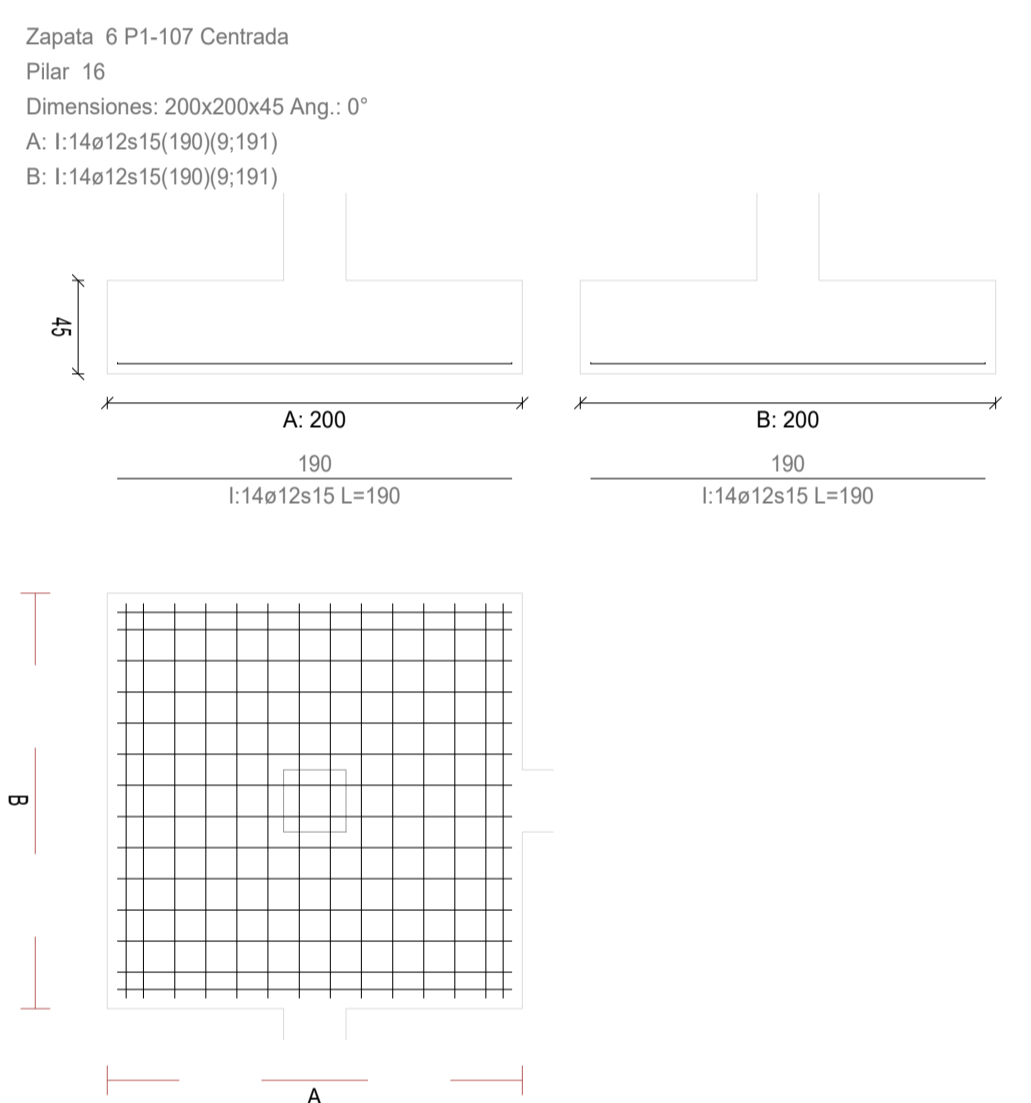 Zapata  6 P1-107 Centrada
Pilar  16
Dimensiones: 200x200x45 Ang.: 0°
A: I:14ø12s15(190)(9;191)
B: I:14ø12s15(190)(9;191)
45
A: 200
B: 200
190
190
I:14ø12s15 L=190
I:14ø12s15 L=190
B
A